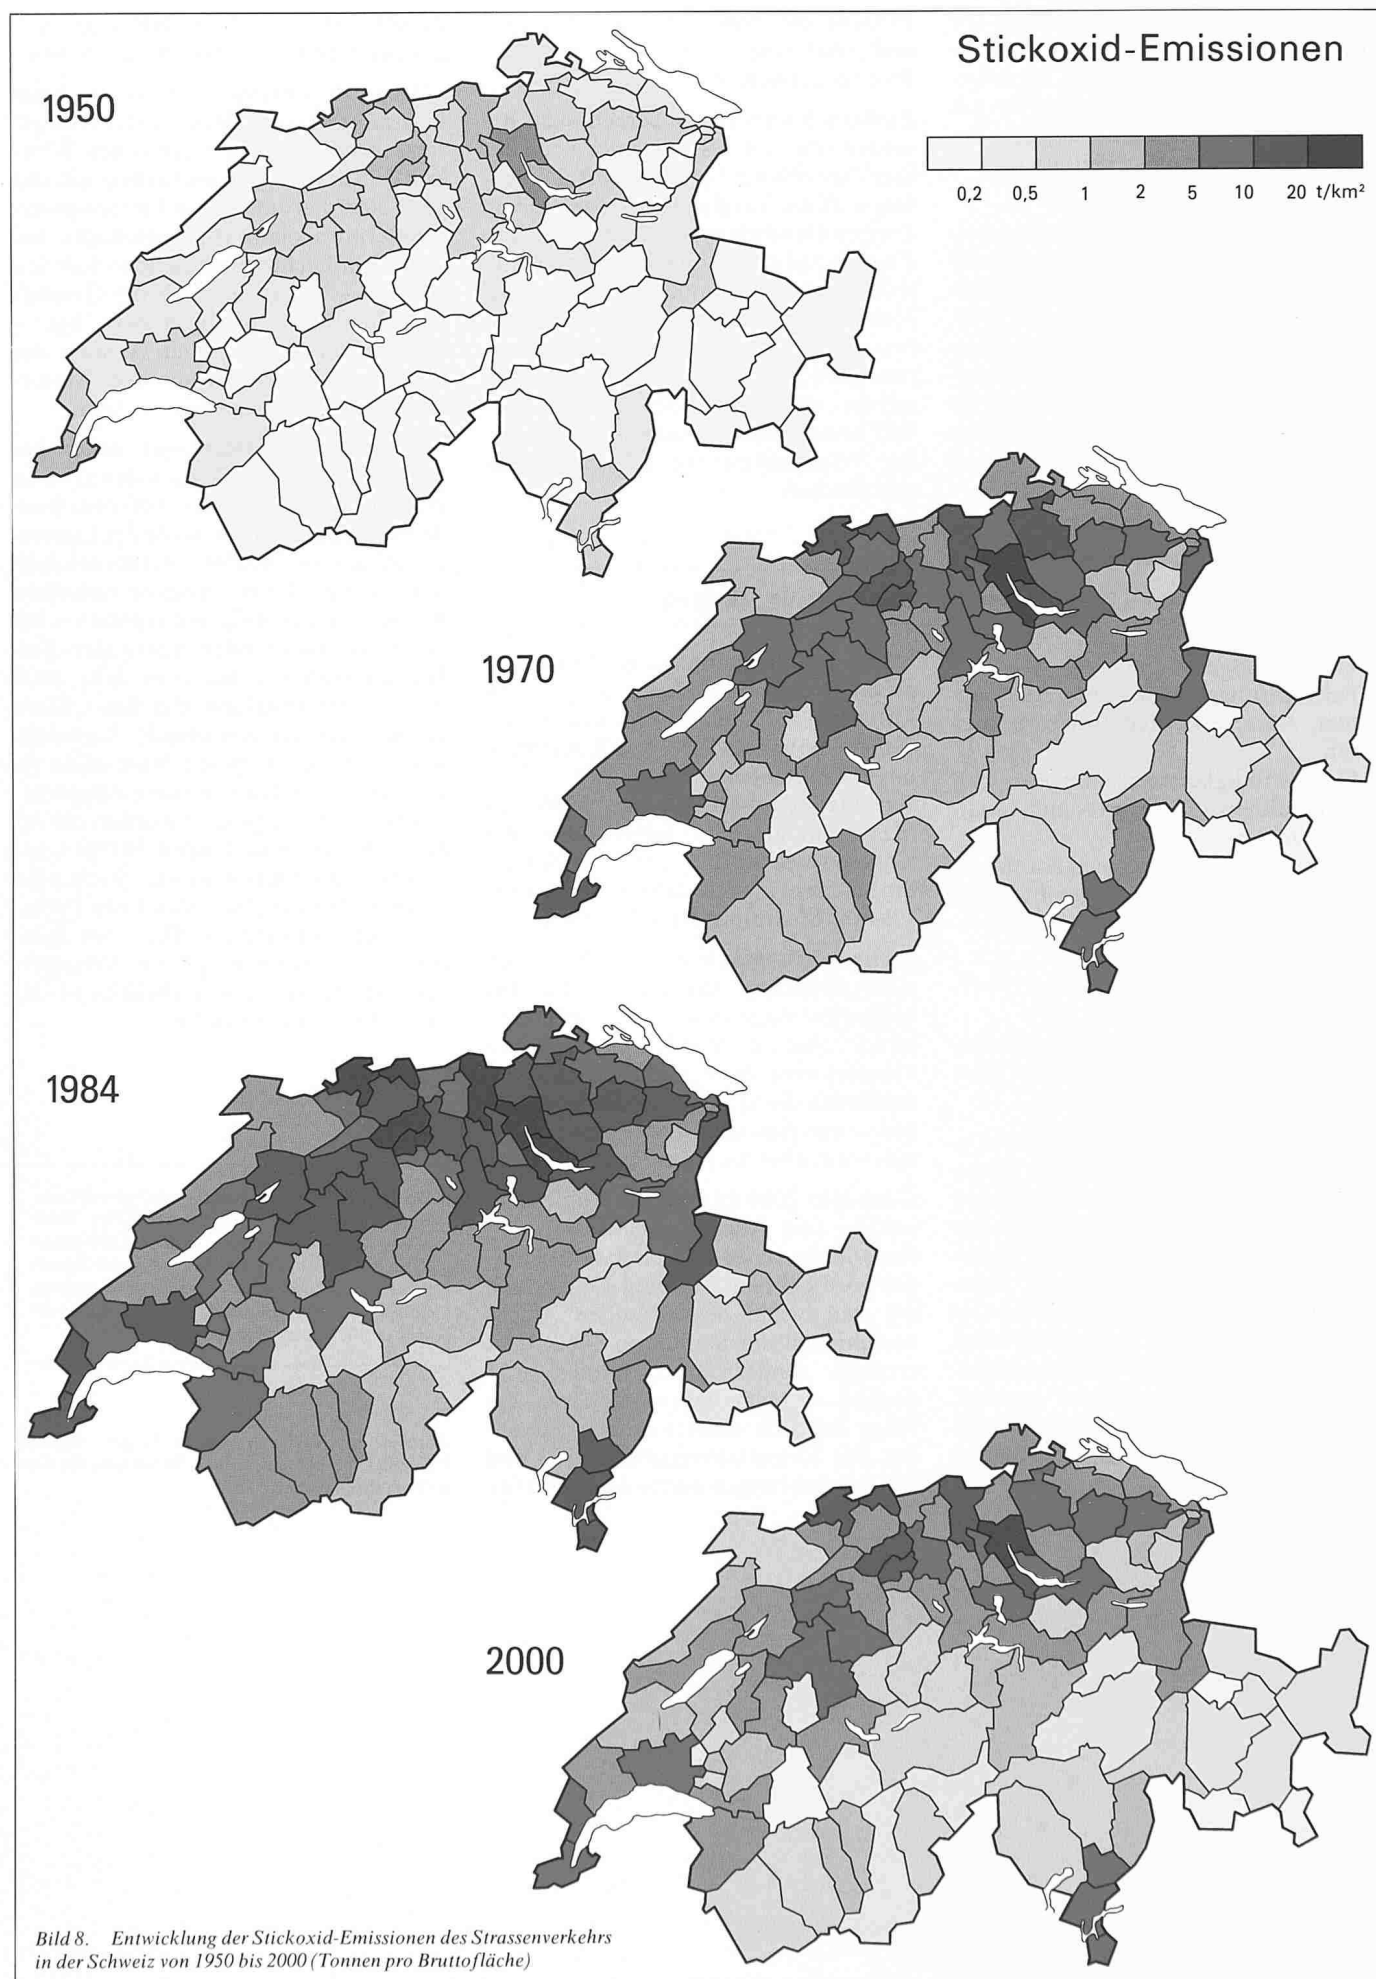 Stickoxid-Emissionen
0,2 0,5 1 2 5 10 20 t/km²
1950
1970
1984
2000
Bild 8. Entwicklung der Stickoxid-Emissionen des Strassenverkehrs
in der Schweiz von 1950 bis 2000 (Tonnen pro Bruttofläche)